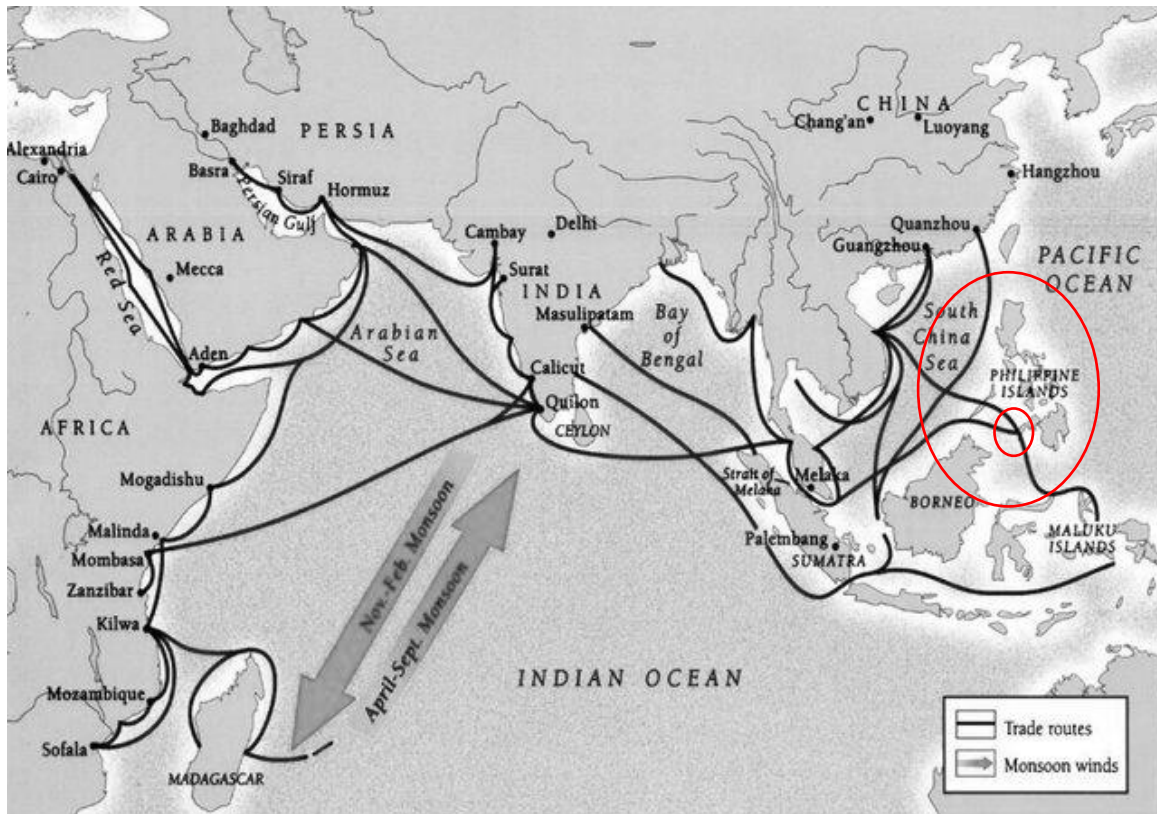 CHINA
Chang'an
Luoyang
Baghdad
PERSIA
Alexandria
Cairo
Basra
Siraf
Hormuz
Persian Gulf
Hangzhou
ARABIA
Mecca
Red Sea
Cambay
Delhi
Quanzhou
Guangzhou
PACIFIC
OCEAN
Surat
INDIA
Masulipatam
Bay
of
Bengal
South
China
Sea
Arabian
Sea
Aden
Calicut
Quilon
CEYLON
PHILIPPINE
ISLANDS
AFRICA
Mogadishu
Strait of
Melaka
Melaka
BORNEO
Malinda
Mombasa
Zanzibar
Kilwa
Palembang
SUMATRA
MALUKU
ISLANDS
Nov.-Feb. Monsoon
April-Sept. Monsoon
INDIAN OCEAN
Mozambique
Sofala
MADAGASCAR
Trade routes
Monsoon winds